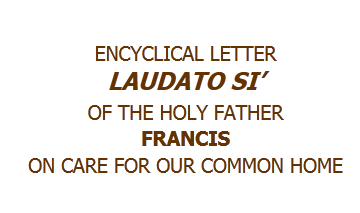 ENCYCLICAL LETTER
LAUDATO SI’
OF THE HOLY FATHER
FRANCIS
ON CARE FOR OUR COMMON HOME